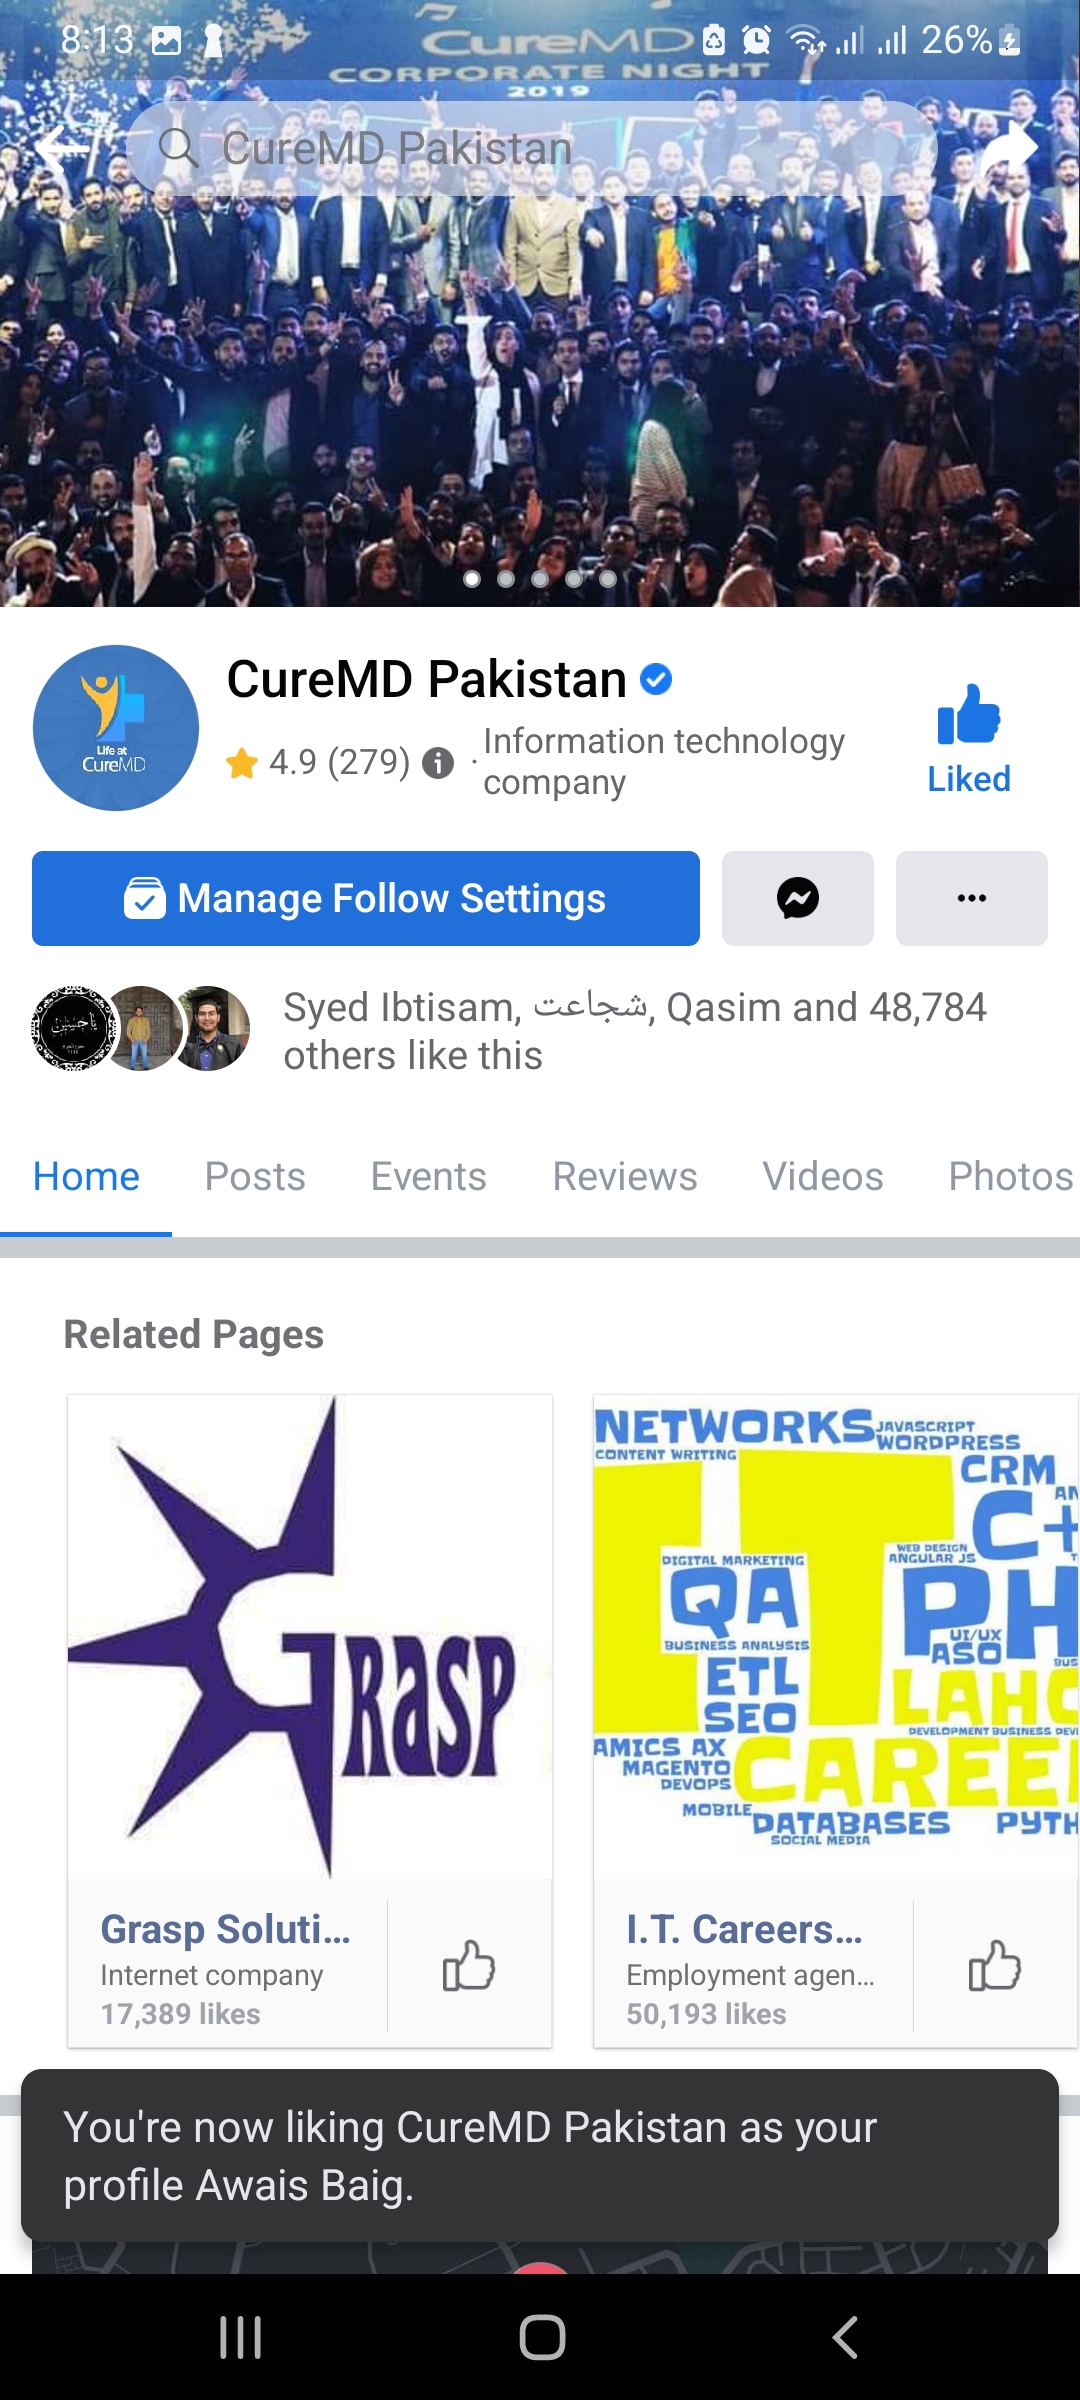 8:13
26%
CureMD
CORPORATE NIGHT
2019
CureMD Pakistan
Life at
CureMD
CureMD Pakistan
4.9 (279) · Information technology
company
Liked
Manage Follow Settings
Syed Ibtisam, شجاعت, Qasim and 48,784
others like this
Home Posts Events Reviews Videos Photos
Related Pages
GRASP
Grasp Soluti...
Internet company
17,389 likes
NETWORKS JAVASCRIPT
CONTENT WRITING WORDPRESS
CRM
AN
C+
IT
WEB DESIGN
DIGITAL MARKETING ANGULAR JS
QA PH
BUSINESS ANALYSIS UI/UX
ASO BUS
ETL LAHO
SEO DEVELOPMENT BUSINESS DEV
AMICS AX CAREE
MAGENTO
DEVOPS
MOBILE DATABASES PYTH
SOCIAL MEDIA
I.T. Careers...
Employment agen...
50,193 likes
You're now liking CureMD Pakistan as your
profile Awais Baig.